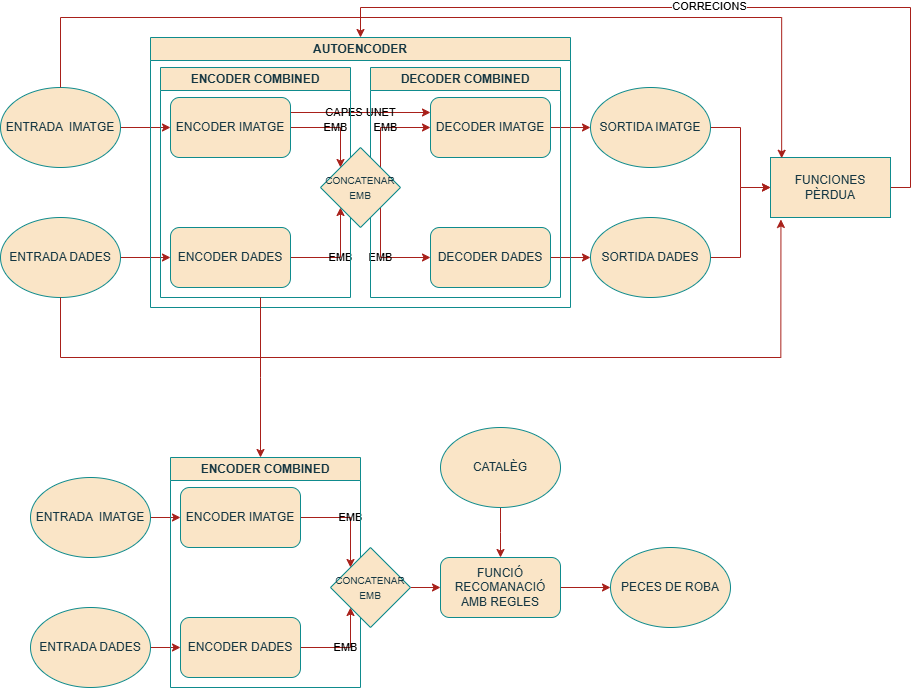 CORRECIONS
AUTOENCODER
ENCODER COMBINED
DECODER COMBINED
ENTRADA IMATGE
ENCODER IMATGE
CAPES UNET
EMB
EMB
DECODER IMATGE
SORTIDA IMATGE
CONCATENAR
EMB
FUNCIONES
PÈRDUA
ENTRADA DADES
ENCODER DADES
EMB
EMB
DECODER DADES
SORTIDA DADES
ENCODER COMBINED
CATALÈG
ENTRADA IMATGE
ENCODER IMATGE
EMB
CONCATENAR
EMB
FUNCIÓ
RECOMANACIÓ
AMB REGLES
PECES DE ROBA
ENTRADA DADES
ENCODER DADES
EMB